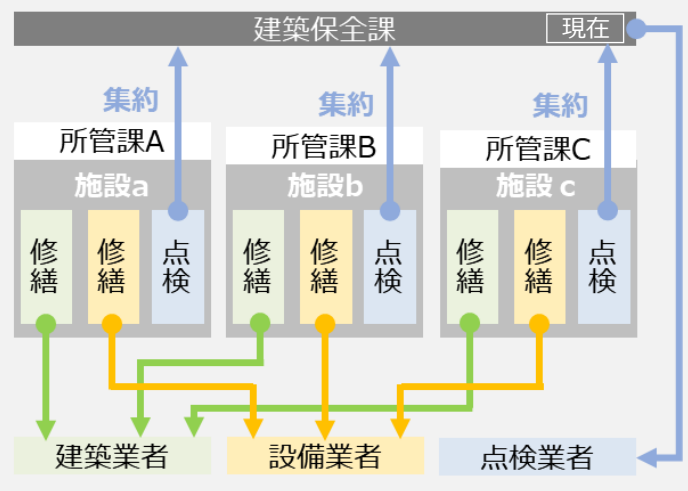 建築保全課
現在
集約
集約
集約
所管課A
所管課B
所管課C
施設a
施設b
施設 c
修繕
修繕
点検
修繕
修繕
点検
修繕
修繕
点検
建築業者
設備業者
点検業者